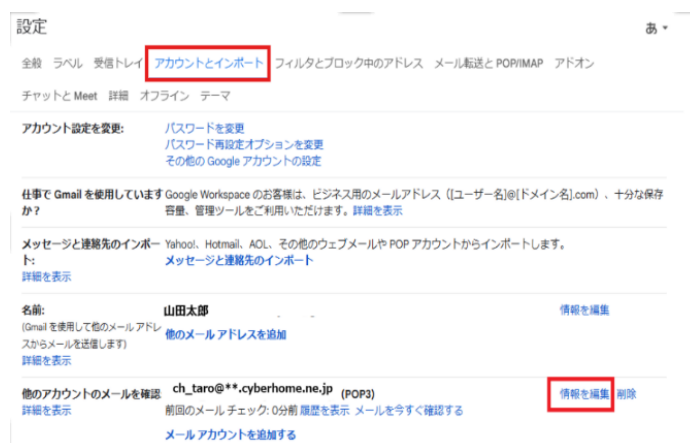 設定
あ
全般 ラベル 受信トレイ アカウントとインポート フィルタとブロック中のアドレス メール転送と POP/IMAP アドオン
チャットと Meet 詳細 オフライン テーマ
アカウント設定を変更: パスワードを変更
パスワード再設定オプションを変更
その他の Google アカウントの設定
仕事で Gmail を使用しています Google Workspace のお客様は、ビジネス用のメールアドレス([ユーザー名]@[ドメイン名].com）、十分な保存
か？ 容量、管理ツールをご利用いただけます。詳細を表示
メッセージと連絡先のインポー Yahoo!、Hotmail、AOL、その他のウェブメールや POP アカウントからインポートします。
ト: メッセージと連絡先のインポート
詳細を表示
名前: 山田太郎 情報を編集
(Gmail を使用して他のメール アドレ
スからメールを送信します) 他のメール アドレスを追加
詳細を表示
他のアカウントのメールを確認 ch_taro@**.cyberhome.ne.jp (POP3) 情報を編集 削除
詳細を表示 前回のメール チェック: 0分前 履歴を表示 メールを今すぐ確認する
メール アカウントを追加する